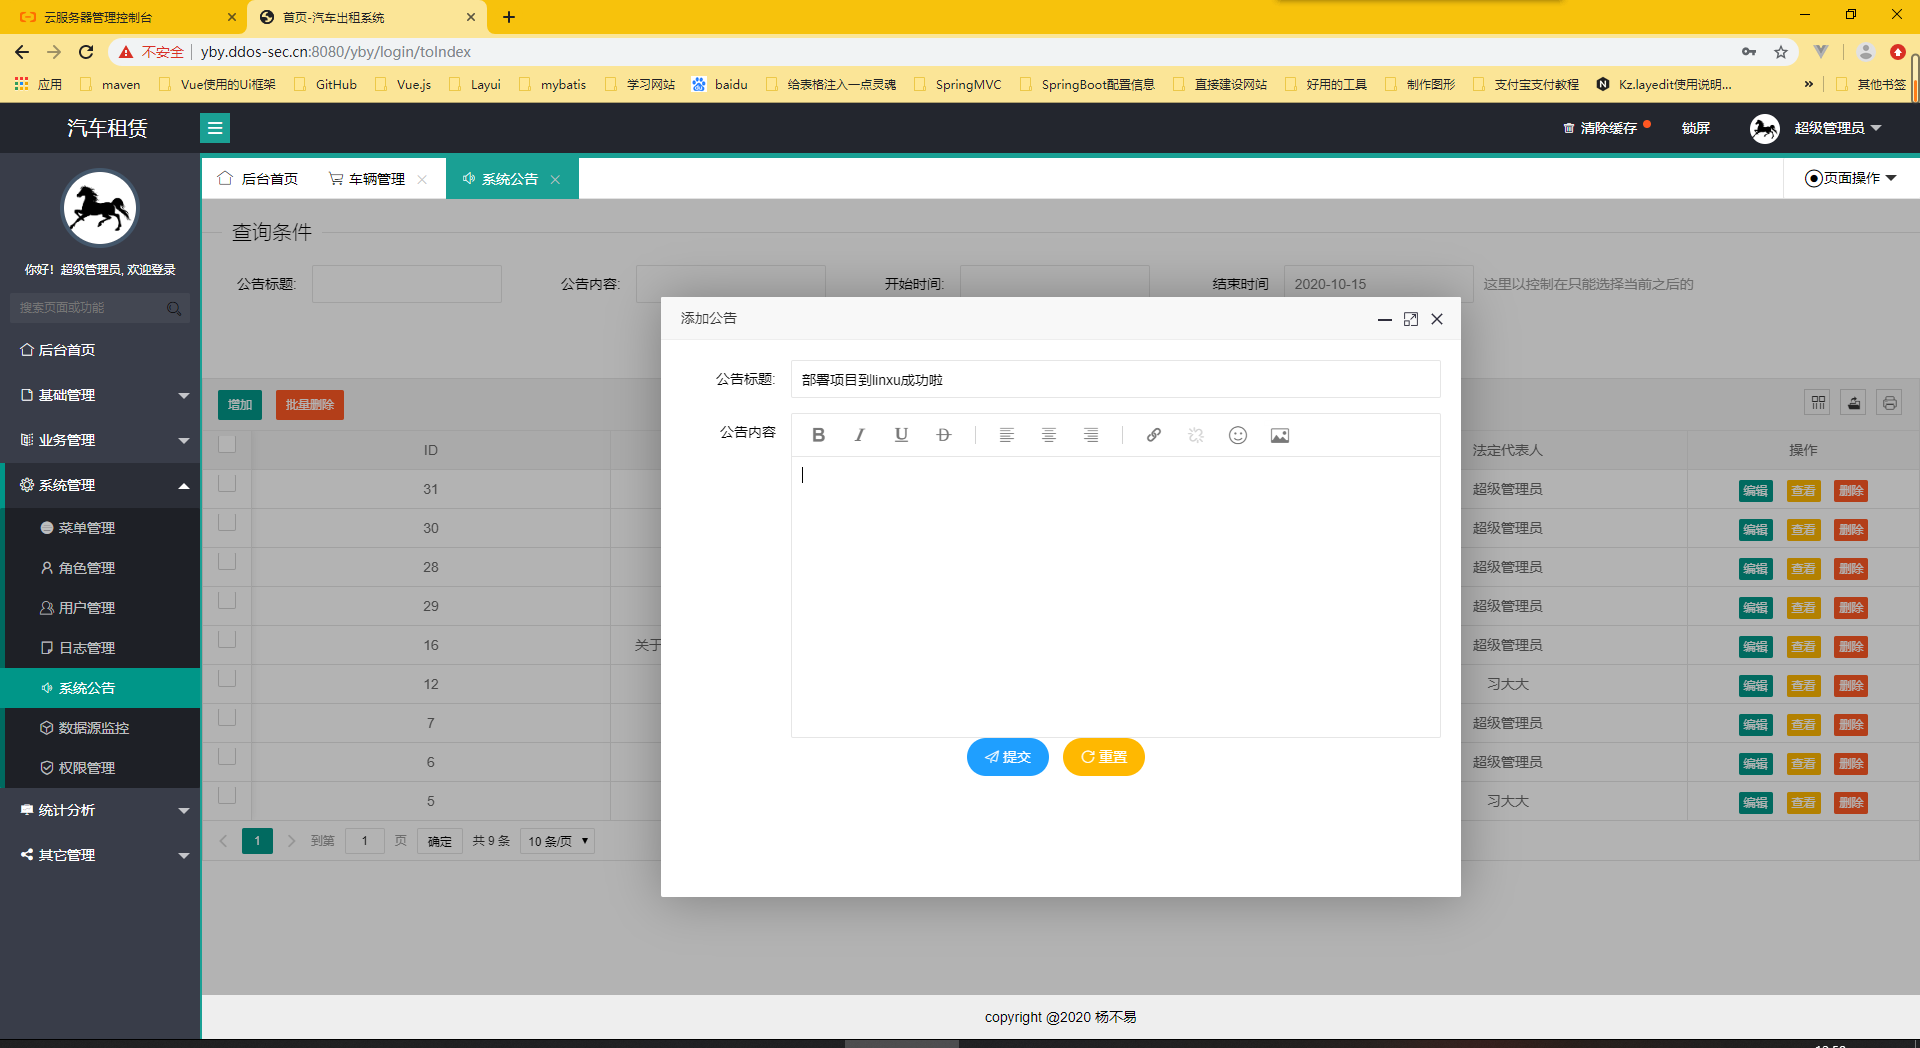 云服务器管理控制台
首页-汽车出租系统
不安全 yby.ddos-sec.cn:8080/yby/login/toIndex
应用 maven Vue使用的Ui框架 GitHub Vue.js Layui mybatis 学习网站 baidu 给表格注入一点灵魂 SpringMVC SpringBoot配置信息 直接建设网站 好用的工具 制作图形 支付宝支付教程 Kz.layedit使用说明... » 其他书签
汽车租赁 清除缓存 锁屏 超级管理员
后台首页 车辆管理 系统公告 页面操作
你好！超级管理员, 欢迎登录
搜索页面或功能
后台首页
基础管理
业务管理
系统管理
菜单管理
角色管理
用户管理
日志管理
系统公告
数据源监控
权限管理
统计分析
其它管理
查询条件
公告标题: 公告内容: 开始时间: 结束时间 2020-10-15 这里以控制在只能选择当前之后的
增加 批量删除
ID 法定代表人 操作
31 超级管理员 编辑 查看 删除
30 超级管理员 编辑 查看 删除
28 超级管理员 编辑 查看 删除
29 超级管理员 编辑 查看 删除
16 关于 超级管理员 编辑 查看 删除
12 习大大 编辑 查看 删除
7 超级管理员 编辑 查看 删除
6 超级管理员 编辑 查看 删除
5 习大大 编辑 查看 删除
1 到第 1 页 确定 共 9 条 10 条/页
添加公告
公告标题: 部署项目到linxu成功啦
公告内容 B I U D
提交 重置
copyright @2020 杨不易